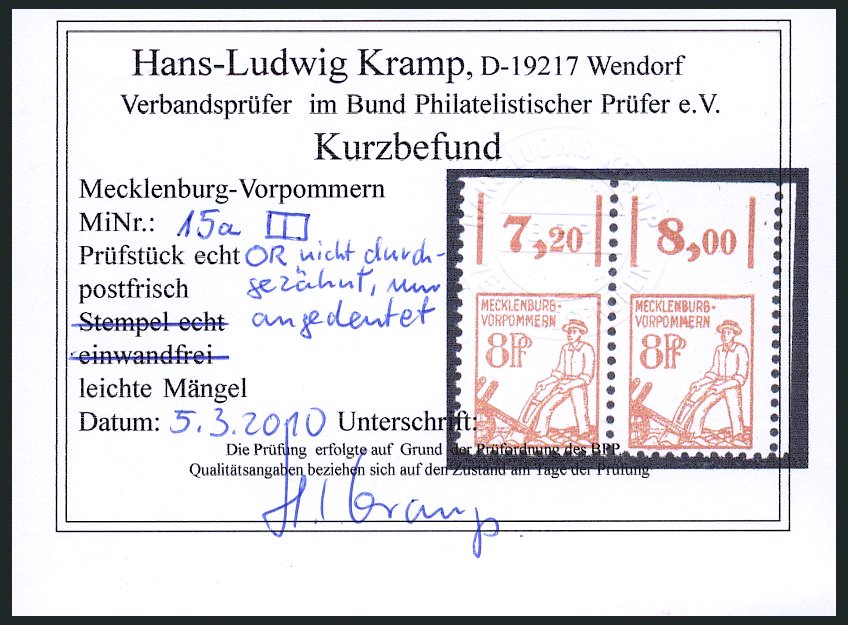 Hans-Ludwig Kramp, D-19217 Wendorf
Verbandsprüfer im Bund Philatelistischer Prüfer e.V.
Kurzbefund
Mecklenburg-Vorpommern
MiNr.: 15a
Prüfstück echt OR nicht durch-
postfrisch gezähnt, nur
Stempel echt angedeutet
einwandfrei
leichte Mängel
Datum: 5.3.2010 Unterschrift:
Die Prüfung erfolgte auf Grund der Prüfordnung des BPP.
Qualitätsangaben beziehen sich auf den Zustand am Tage der Prüfung
H. L. Kramp
7,20 8,00
MECKLENBURG-
VORPOMMERN
8 Pf
MECKLENBURG-
VORPOMMERN
8 Pf